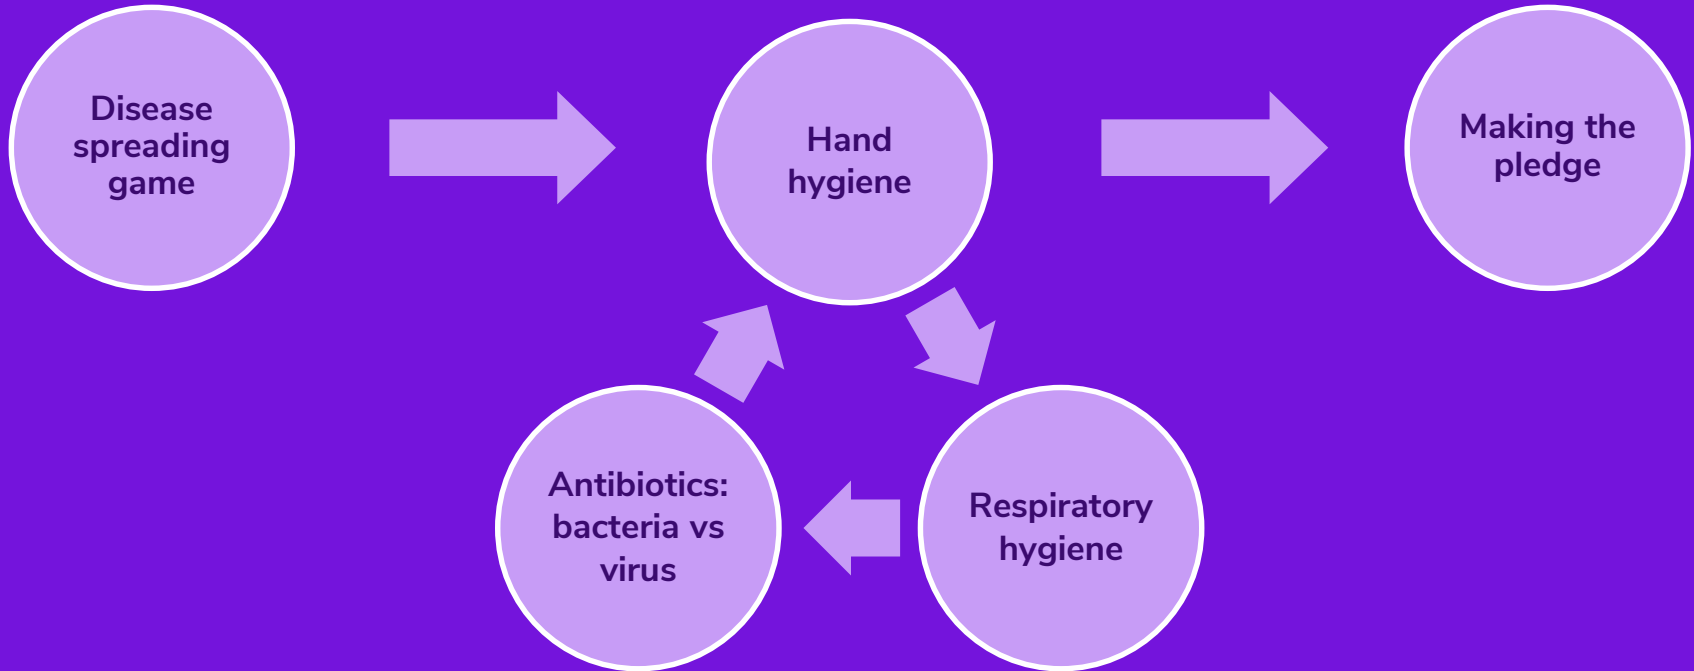 Disease
spreading
game
Hand
hygiene
Making the
pledge
Antibiotics:
bacteria vs
virus
Respiratory
hygiene